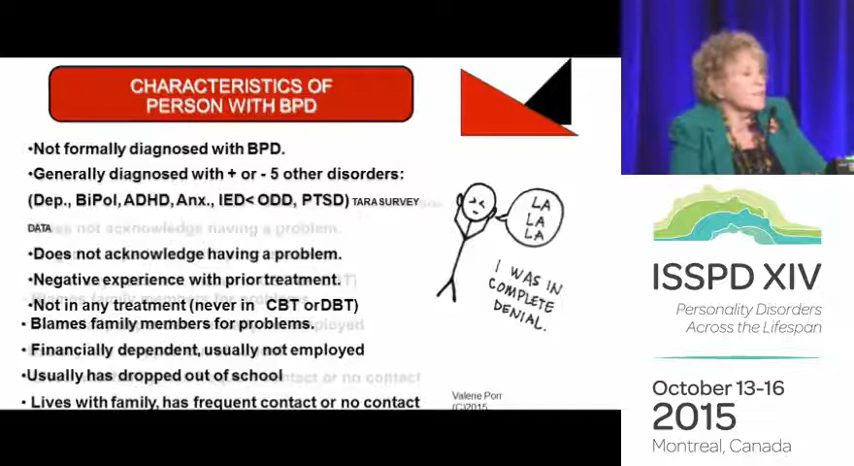 CHARACTERISTICS OF
PERSON WITH BPD
•Not formally diagnosed with BPD.
•Generally diagnosed with + or - 5 other disorders:
(Dep., BiPol, ADHD, Anx., IED< ODD, PTSD) TARA SURVEY
DATA
•Does not acknowledge having a problem.
•Negative experience with prior treatment.
•Not in any treatment (never in CBT orDBT)
• Blames family members for problems.
• Financially dependent, usually not employed
•Usually has dropped out of school
• Lives with family, has frequent contact or no contact
LA
LA
LA
I WAS IN
COMPLETE
DENIAL.
Valerie Porr
(C)2015
ISSPD XIV
Personality Disorders
Across the Lifespan
October 13-16
2015
Montreal, Canada